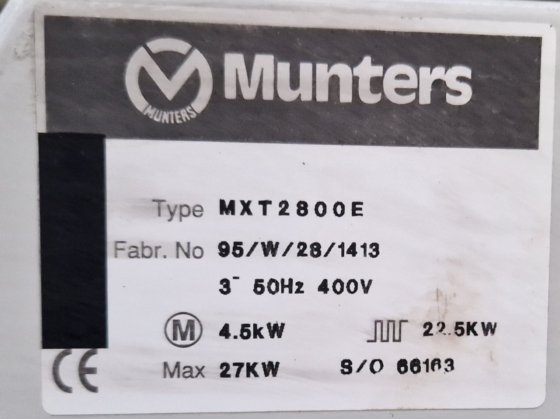 MUNTERS
Munters
Type MXT2800E
Fabr. No 95/W/28/1413
3~ 50Hz 400V
M 4.5kW 22.5KW
CE Max 27KW S/O 66163